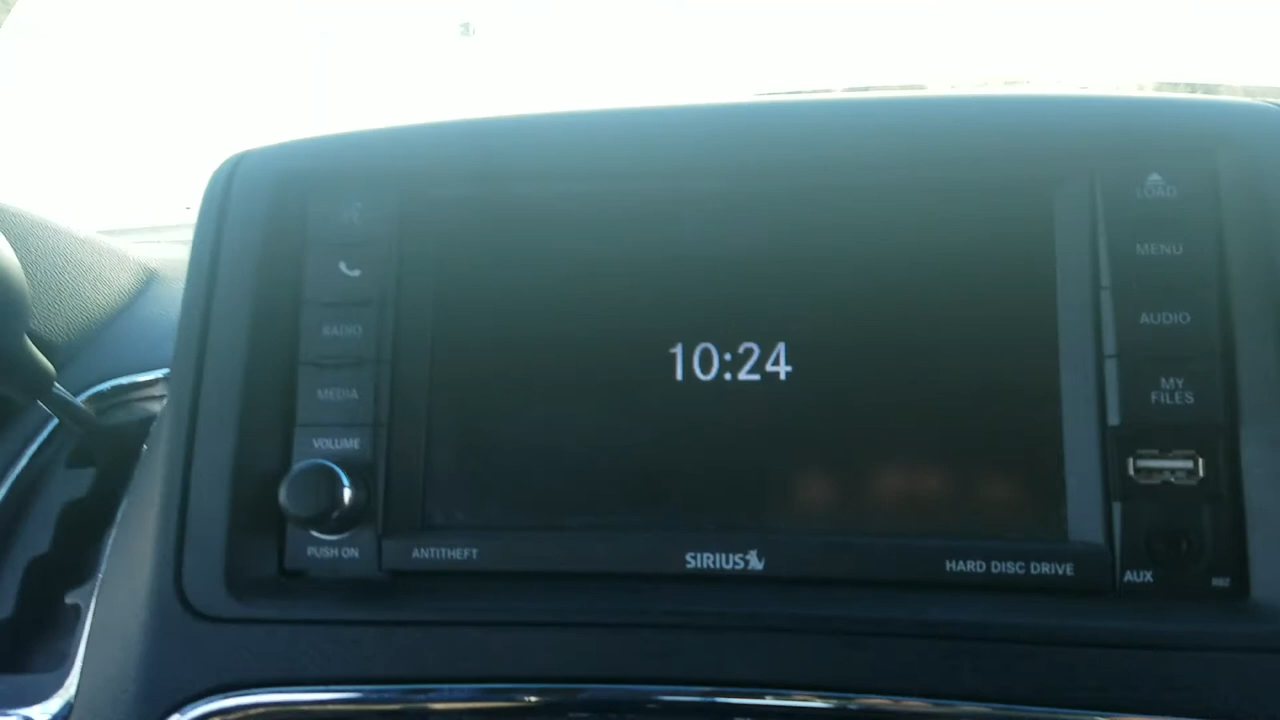 LOAD
MENU
RADIO
AUDIO
10:24
MEDIA
MY
FILES
VOLUME
PUSH ON
ANTITHEFT
SIRIUS
HARD DISC DRIVE
AUX